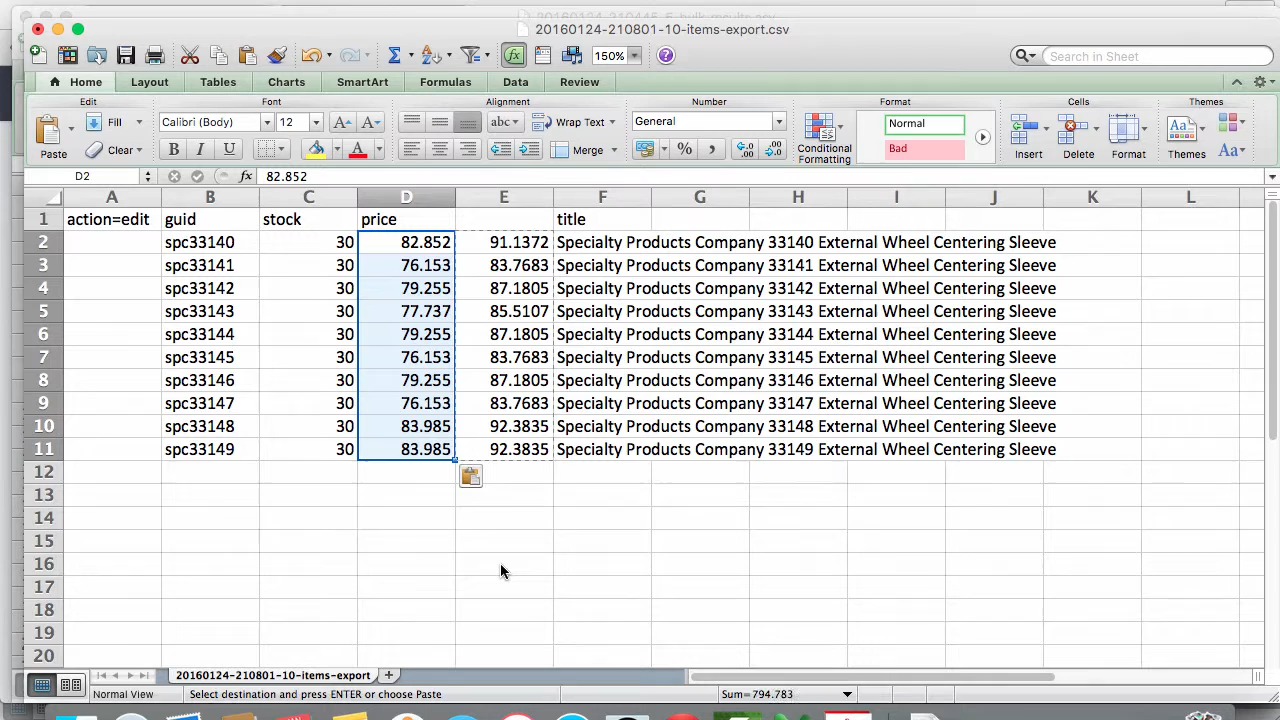 20160124-210801-10-items-export.csv
150%
Search in Sheet
Home Layout Tables Charts SmartArt Formulas Data Review
Edit Font Alignment Number Format Cells Themes
Paste Fill Clear
Calibri (Body) 12
B I U A
abc Wrap Text
Merge
General
%
Conditional Formatting
Normal
Bad
Insert Delete Format Themes Aa
D2 fx 82.852
A B C D E F G H I J K L
1 action=edit guid stock price title
2 spc33140 30 82.852 91.1372 Specialty Products Company 33140 External Wheel Centering Sleeve
3 spc33141 30 76.153 83.7683 Specialty Products Company 33141 External Wheel Centering Sleeve
4 spc33142 30 79.255 87.1805 Specialty Products Company 33142 External Wheel Centering Sleeve
5 spc33143 30 77.737 85.5107 Specialty Products Company 33143 External Wheel Centering Sleeve
6 spc33144 30 79.255 87.1805 Specialty Products Company 33144 External Wheel Centering Sleeve
7 spc33145 30 76.153 83.7683 Specialty Products Company 33145 External Wheel Centering Sleeve
8 spc33146 30 79.255 87.1805 Specialty Products Company 33146 External Wheel Centering Sleeve
9 spc33147 30 76.153 83.7683 Specialty Products Company 33147 External Wheel Centering Sleeve
10 spc33148 30 83.985 92.3835 Specialty Products Company 33148 External Wheel Centering Sleeve
11 spc33149 30 83.985 92.3835 Specialty Products Company 33149 External Wheel Centering Sleeve
12
13
14
15
16
17
18
19
20
20160124-210801-10-items-export
Normal View Select destination and press ENTER or choose Paste Sum=794.783